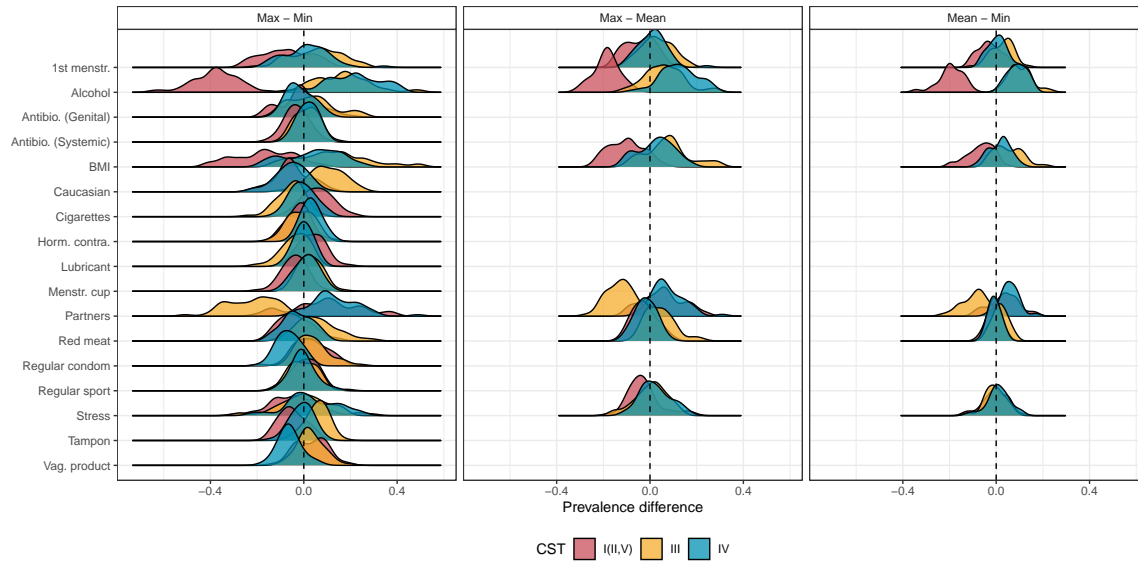 Max − Min
Max − Mean
Mean − Min
1st menstr.
Alcohol
Antibio. (Genital)
Antibio. (Systemic)
BMI
Caucasian
Cigarettes
Horm. contra.
Lubricant
Menstr. cup
Partners
Red meat
Regular condom
Regular sport
Stress
Tampon
Vag. product
−0.4 0.0 0.4
−0.4 0.0 0.4
−0.4 0.0 0.4
Prevalence difference
CST I(II,V) III IV